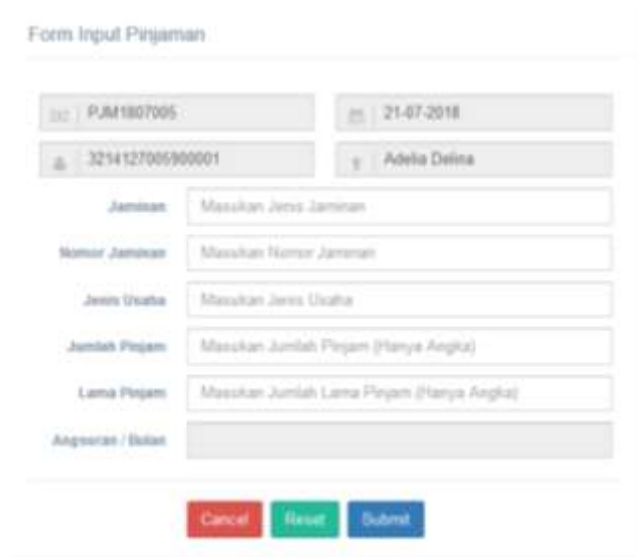 Form Input Pinjaman
PJM1807005 21-07-2018
3214127005900001 Adelia Delina
Jaminan Masukan Jenis Jaminan
Nomor Jaminan Masukan Nomor Jaminan
Jenis Usaha Masukan Jenis Usaha
Jumlah Pinjam Masukan Jumlah Pinjam (Hanya Angka)
Lama Pinjam Masukan Jumlah Lama Pinjam (Hanya Angka)
Angsuran / Bulan
Cancel Reset Submit